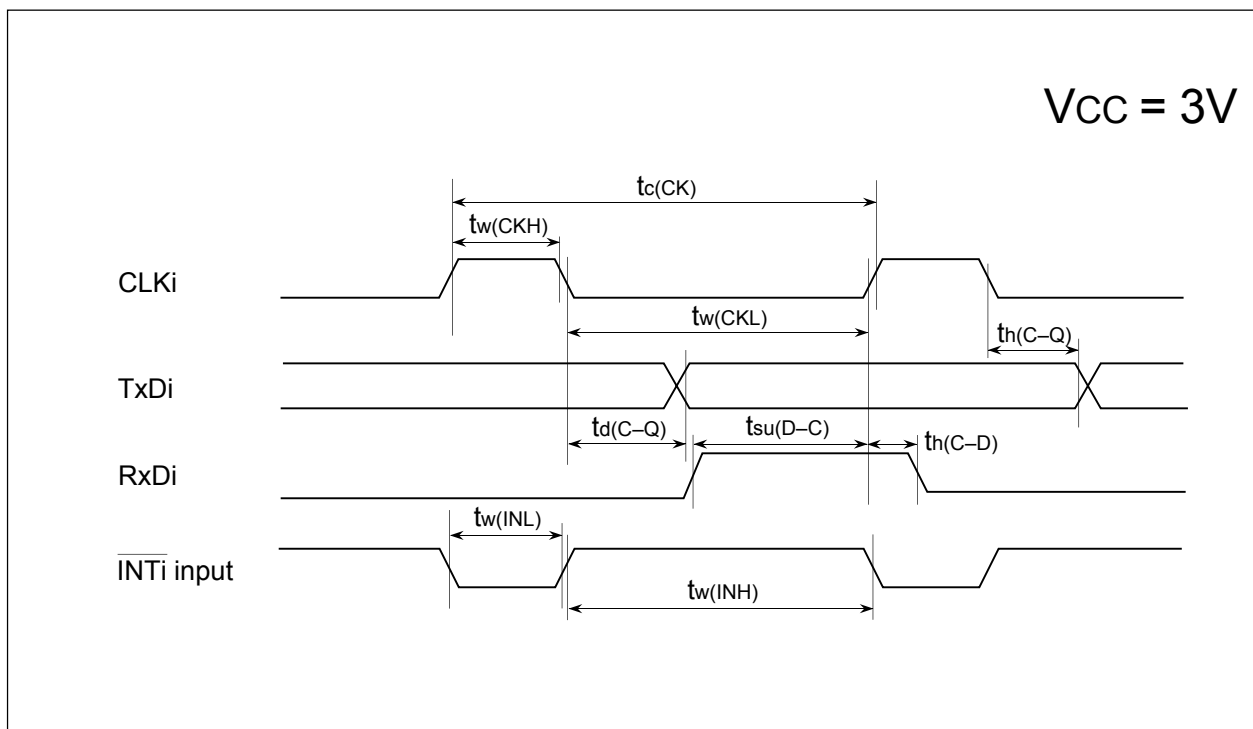 VCC = 3V
tc(CK)
tw(CKH)
CLKi
tw(CKL)
th(C–Q)
TxDi
td(C–Q)
tsu(D–C)
th(C–D)
RxDi
tw(INL)
INTi input
tw(INH)